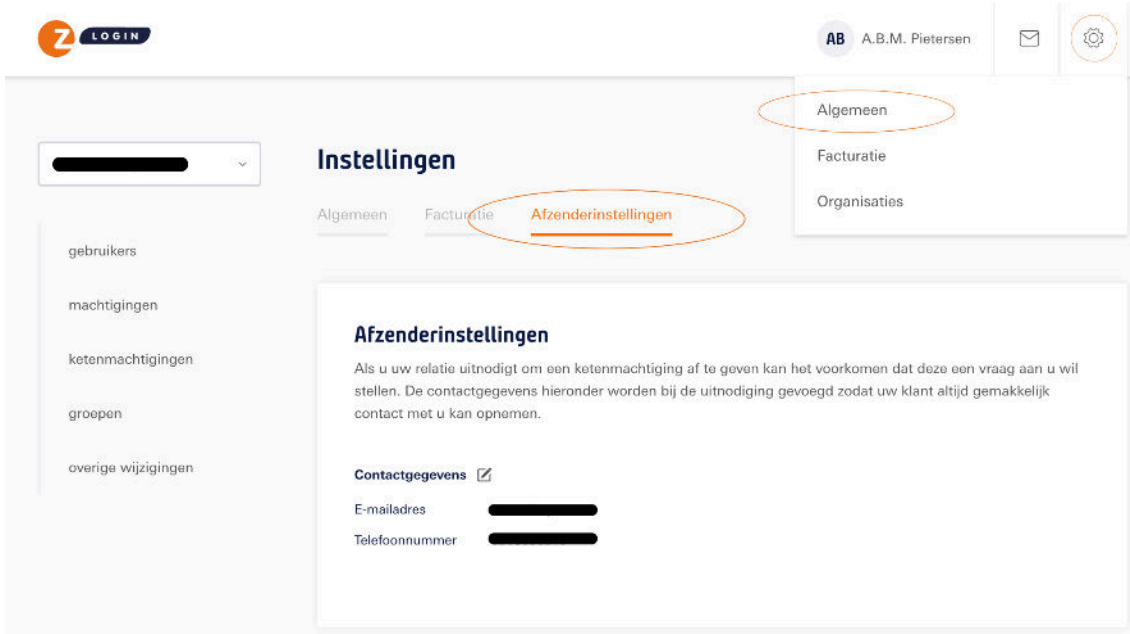 Z LOGIN
AB A.B.M. Pietersen
Algemeen
Facturatie
Organisaties
Instellingen
Algemeen Facturatie Afzenderinstellingen
gebruikers
machtigingen
ketenmachtigingen
groepen
overige wijzigingen
Afzenderinstellingen
Als u uw relatie uitnodigt om een ketenmachtiging af te geven kan het voorkomen dat deze een vraag aan u wil
stellen. De contactgegevens hieronder worden bij de uitnodiging gevoegd zodat uw klant altijd gemakkelijk
contact met u kan opnemen.
Contactgegevens
E-mailadres
Telefoonnummer